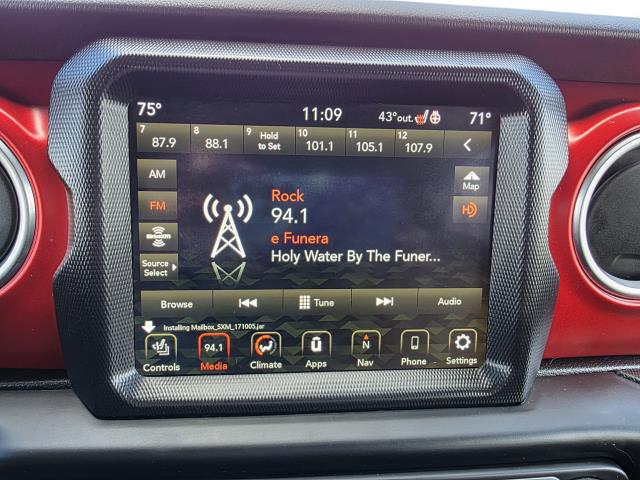 75° 11:09 43°out. 71°
7 8 9 10 11 12
87.9 88.1 Hold to Set 101.1 105.1 107.9 <
AM
FM
SiriusXM
Source Select
Rock
94.1
e Funera
Holy Water By The Funer...
Map
HD
Browse Tune Audio
Installing Mailbox_SXM_171005.jar
94.1 N
Controls Media Climate Apps Nav Phone Settings